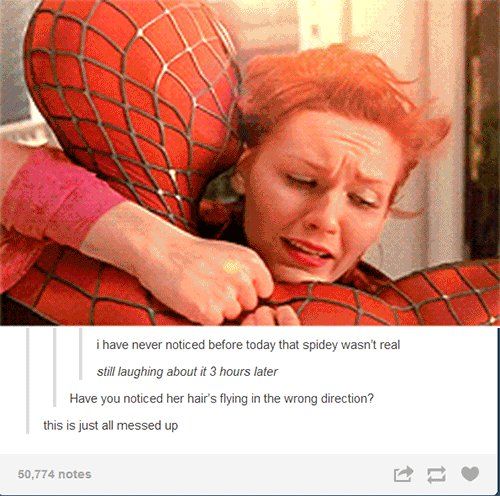 i have never noticed before today that spidey wasn't real
still laughing about it 3 hours later
Have you noticed her hair's flying in the wrong direction?
this is just all messed up
50,774 notes